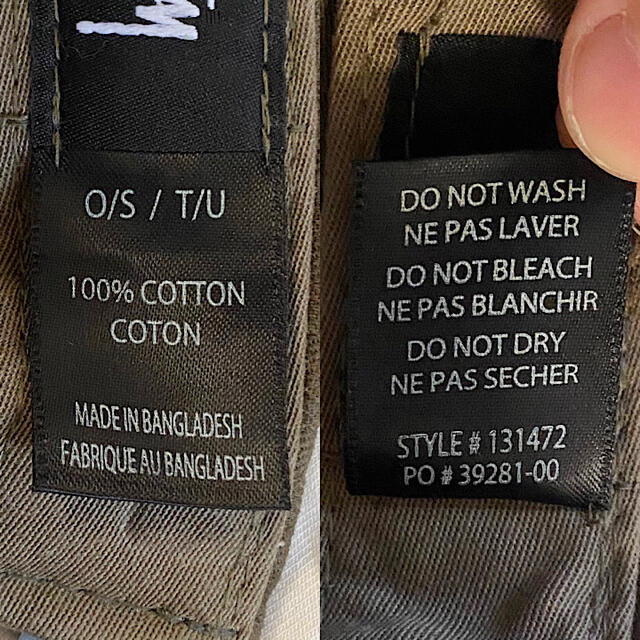 O/S / T/U
100% COTTON
COTON
MADE IN BANGLADESH
FABRIQUE AU BANGLADESH
DO NOT WASH
NE PAS LAVER
DO NOT BLEACH
NE PAS BLANCHIR
DO NOT DRY
NE PAS SECHER
STYLE # 131472
PO # 39281-00